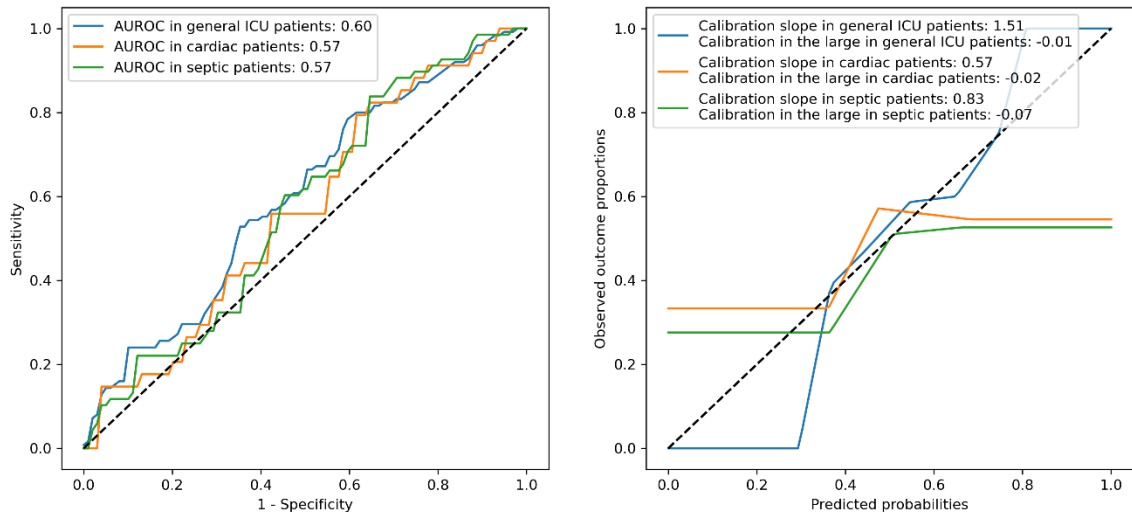 AUROC in general ICU patients: 0.60
AUROC in cardiac patients: 0.57
AUROC in septic patients: 0.57
1.0
0.8
0.6
0.4
0.2
0.0
Sensitivity
0.0 0.2 0.4 0.6 0.8 1.0
1 - Specificity
Calibration slope in general ICU patients: 1.51
Calibration in the large in general ICU patients: -0.01
Calibration slope in cardiac patients: 0.57
Calibration in the large in cardiac patients: -0.02
Calibration slope in septic patients: 0.83
Calibration in the large in septic patients: -0.07
1.0
0.8
0.6
0.4
0.2
0.0
Observed outcome proportions
0.0 0.2 0.4 0.6 0.8 1.0
Predicted probabilities